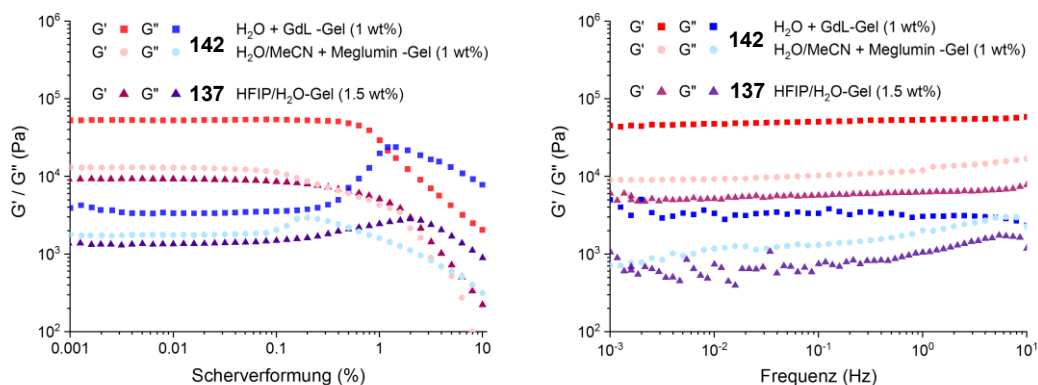 G' G'' H₂O + GdL -Gel (1 wt%)
142
H₂O/MeCN + Meglumin -Gel (1 wt%)
G' G'' 137 HFIP/H₂O-Gel (1.5 wt%)
10⁶
10⁵
10⁴
10³
10²
G' / G'' (Pa)
0.001 0.01 0.1 1 10
Scherverformung (%)
G' G'' H₂O + GdL-Gel (1 wt%)
142
H₂O/MeCN + Meglumin -Gel (1 wt%)
G' G'' 137 HFIP/H₂O-Gel (1.5 wt%)
10⁶
10⁵
10⁴
10³
10²
G' / G'' (Pa)
10⁻³ 10⁻² 10⁻¹ 10⁰ 10¹
Frequenz (Hz)